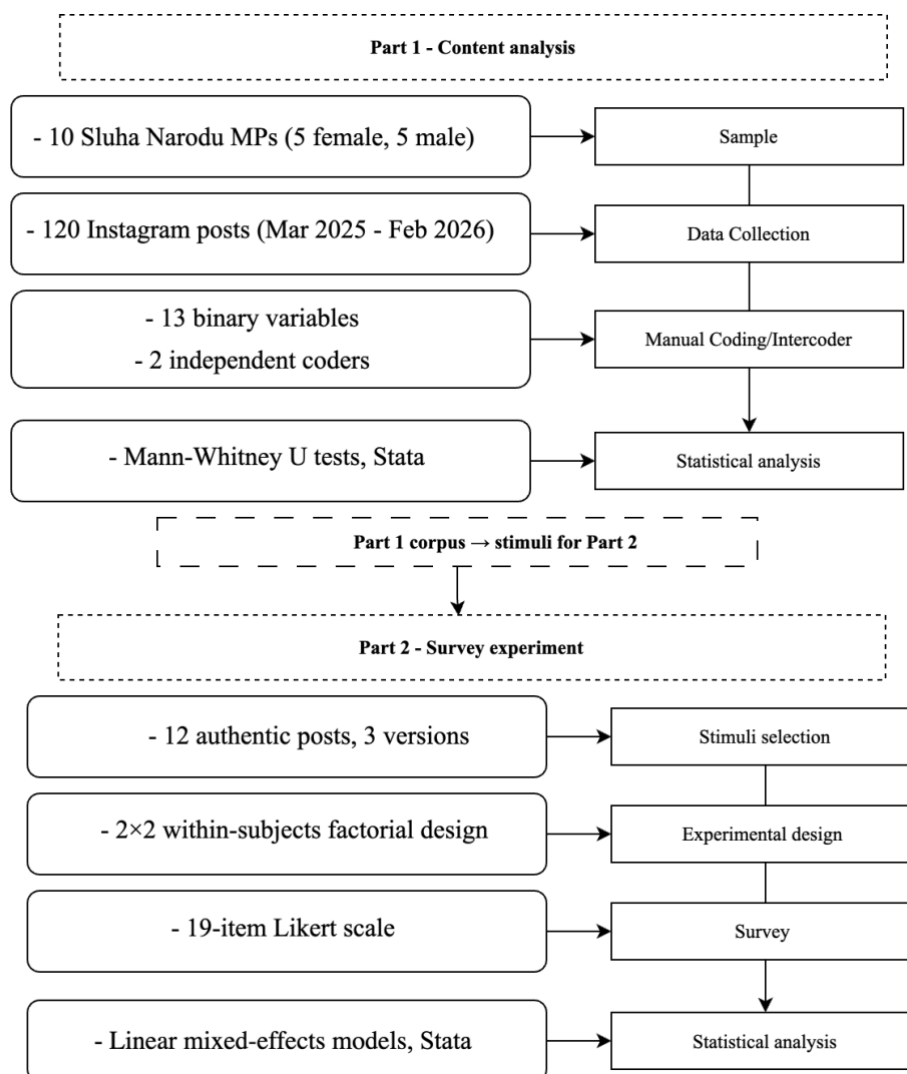 Part 1 - Content analysis
- 10 Sluha Narodu MPs (5 female, 5 male)
Sample
- 120 Instagram posts (Mar 2025 - Feb 2026)
Data Collection
- 13 binary variables
- 2 independent coders
Manual Coding/Intercoder
- Mann-Whitney U tests, Stata
Statistical analysis
Part 1 corpus → stimuli for Part 2
Part 2 - Survey experiment
- 12 authentic posts, 3 versions
Stimuli selection
- 2×2 within-subjects factorial design
Experimental design
- 19-item Likert scale
Survey
- Linear mixed-effects models, Stata
Statistical analysis